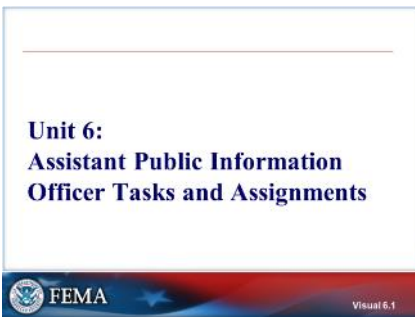 Unit 6:
Assistant Public Information
Officer Tasks and Assignments
FEMA
Visual 6.1